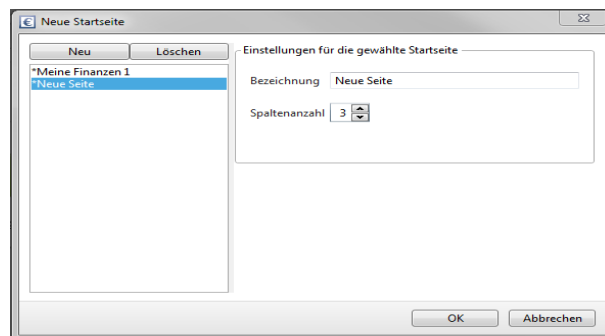 Neue Startseite
Neu
Löschen
*Meine Finanzen 1
*Neue Seite
Einstellungen für die gewählte Startseite
Bezeichnung Neue Seite
Spaltenanzahl 3
OK
Abbrechen